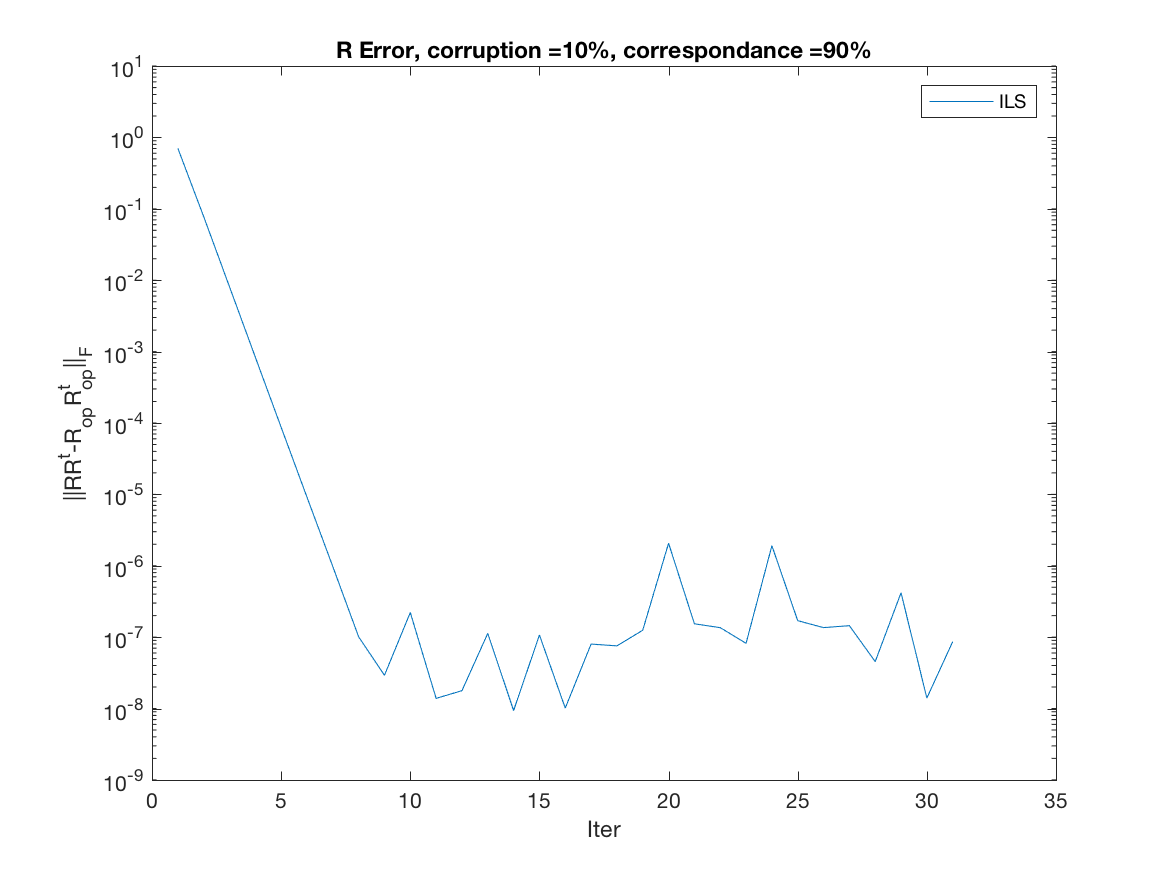 R Error, corruption =10%, correspondance =90%
ILS
10^1
10^0
10^-1
10^-2
10^-3
10^-4
10^-5
10^-6
10^-7
10^-8
10^-9
||RR^t-R_op R^t_op||_F
0 5 10 15 20 25 30 35
Iter